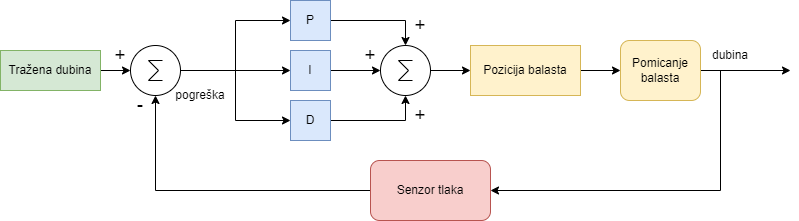 Tražena dubina
+
-
∑
pogreška
P
I
D
+
+
+
∑
Pozicija balasta
Pomicanje
balasta
dubina
Senzor tlaka